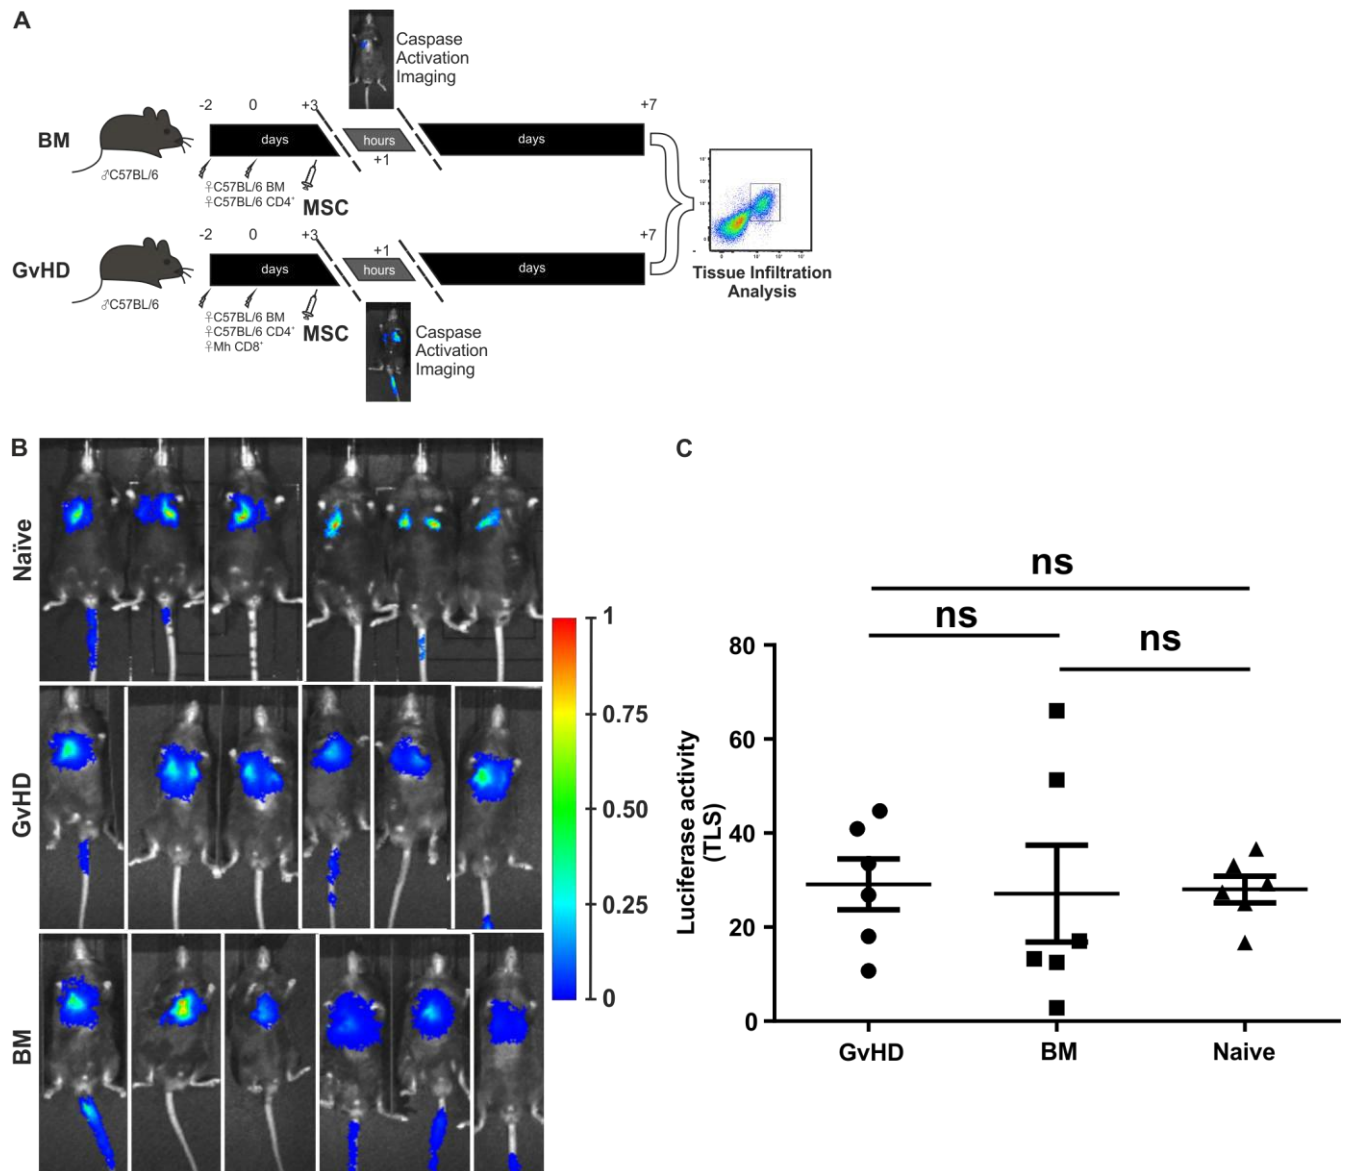 A
Caspase
Activation
Imaging
-2 0 +3 +7
BM
days hours days
+1
♂C57BL/6
♀C57BL/6 BM
♀C57BL/6 CD4⁺
MSC
-2 0 +3 +1 +7
GvHD
days hours days
♂C57BL/6
♀C57BL/6 BM
♀C57BL/6 CD4⁺
♀Mh CD8⁺
MSC
Caspase
Activation
Imaging
Tissue Infiltration
Analysis
B
Naïve
GvHD
BM
1
0.75
0.50
0.25
0
C
ns
ns
ns
Luciferase activity
(TLS)
80
60
40
20
0
GvHD BM Naive